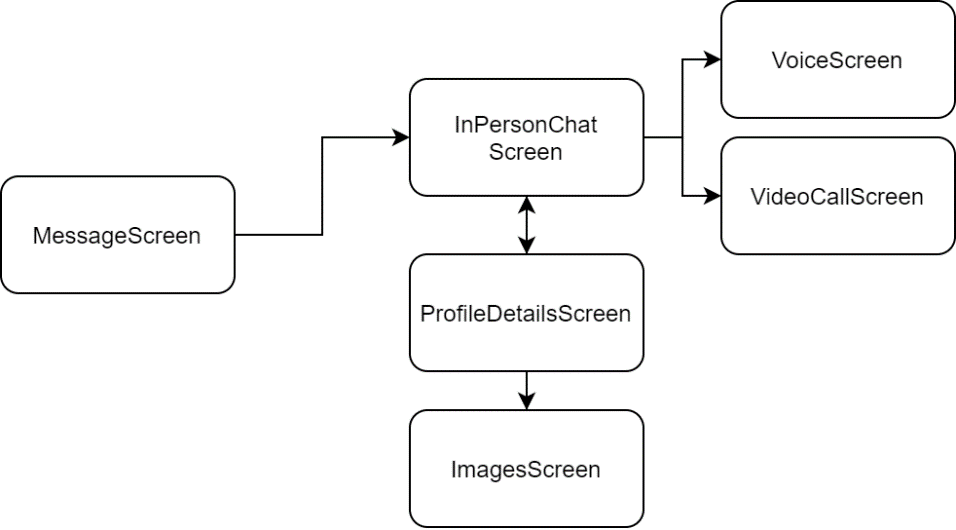 VoiceScreen
InPersonChat
Screen
VideoCallScreen
MessageScreen
ProfileDetailsScreen
ImagesScreen